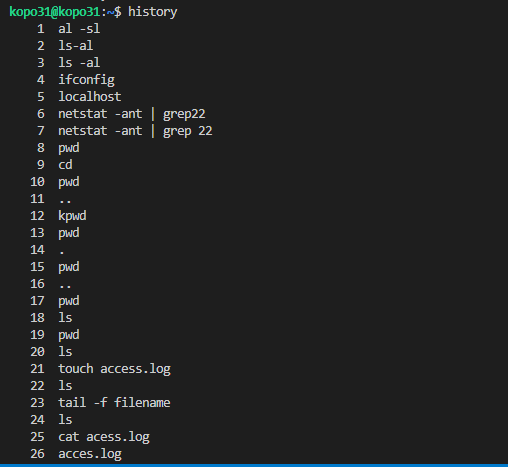 kopo31@kopo31:~$ history
1 al -sl
2 ls-al
3 ls -al
4 ifconfig
5 localhost
6 netstat -ant | grep22
7 netstat -ant | grep 22
8 pwd
9 cd
10 pwd
11 ..
12 kpwd
13 pwd
14 .
15 pwd
16 ..
17 pwd
18 ls
19 pwd
20 ls
21 touch access.log
22 ls
23 tail -f filename
24 ls
25 cat acess.log
26 acces.log